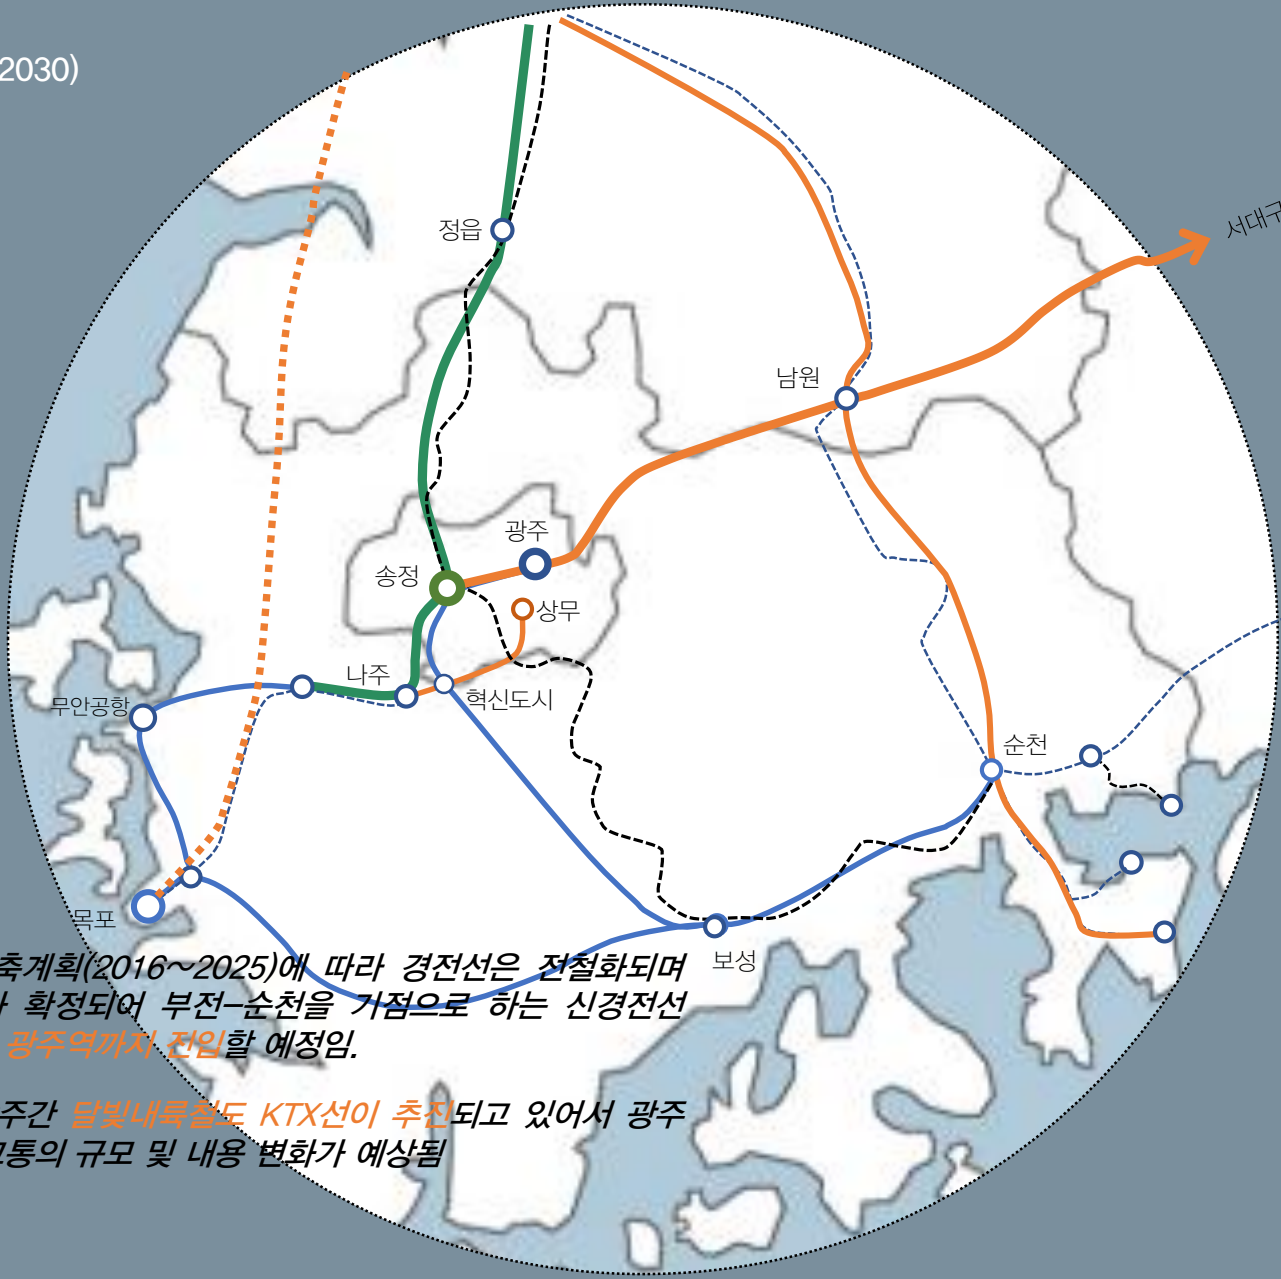 2030)
서대구
정읍
남원
광주
송정
상무
나주
혁신도시
무안공항
순천
목포
보성
축계획(2016~2025)에 따라 경전선은 전철화되며
확정되어 부전-순천을 기점으로 하는 신경전선
광주역까지 진입할 예정임.
주간 달빛내륙철도 KTX선이 추진되고 있어서 광주
통의 규모 및 내용 변화가 예상됨